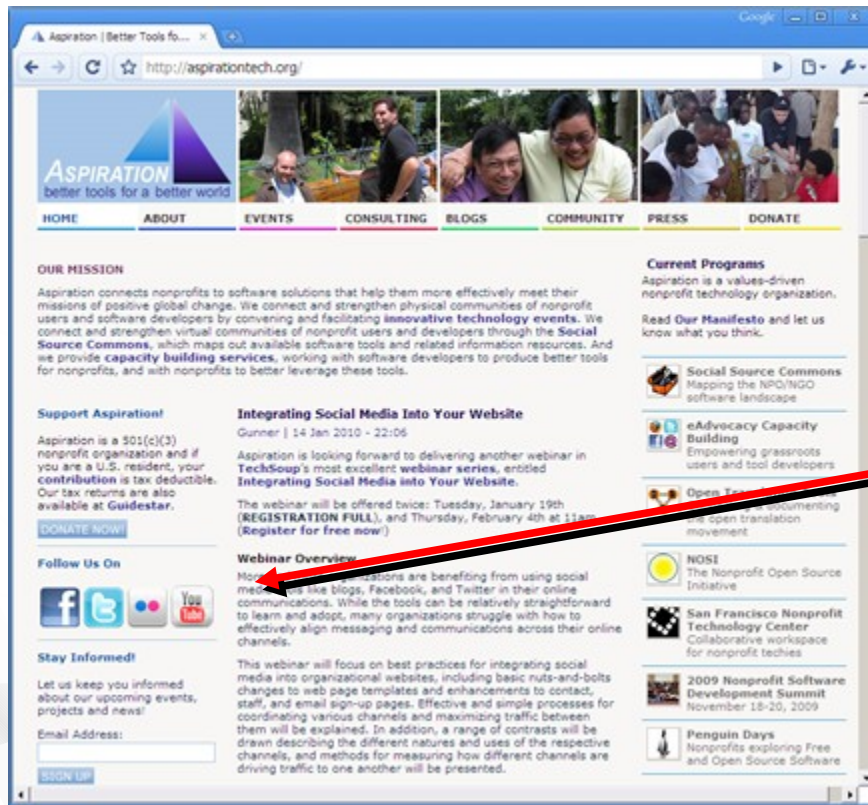 Google
Aspiration | Better Tools fo...
http://aspirationtech.org/
ASPIRATION
better tools for a better world
HOME ABOUT EVENTS CONSULTING BLOGS COMMUNITY PRESS DONATE
OUR MISSION
Aspiration connects nonprofits to software solutions that help them more effectively meet their
missions of positive global change. We connect and strengthen physical communities of nonprofit
users and software developers by convening and facilitating innovative technology events. We
connect and strengthen virtual communities of nonprofit users and developers through the Social
Source Commons, which maps out available software tools and related information resources. And
we provide capacity building services, working with software developers to produce better tools
for nonprofits, and with nonprofits to better leverage these tools.
Support Aspiration!
Aspiration is a 501(c)(3)
nonprofit organization and if
you are a U.S. resident, your
contribution is tax deductible.
Our tax returns are also
available at Guidestar.
DONATE NOW!
Follow Us On
f
You
Tube
Stay Informed!
Let us keep you informed
about our upcoming events,
projects and news!
Email Address:
SIGN UP
Integrating Social Media Into Your Website
Gunner | 14 Jan 2010 - 22:06
Aspiration is looking forward to delivering another webinar in
TechSoup's most excellent webinar series, entitled
Integrating Social Media into Your Website.
The webinar will be offered twice: Tuesday, January 19th
(REGISTRATION FULL), and Thursday, February 4th at 11am
(Register for free now!)
Webinar Overview
More organizations are benefiting from using social
like blogs, Facebook, and Twitter in their online
communications. While the tools can be relatively straightforward
to learn and adopt, many organizations struggle with how to
effectively align messaging and communications across their online
channels.
This webinar will focus on best practices for integrating social
media into organizational websites, including basic nuts-and-bolts
changes to web page templates and enhancements to contact,
staff, and email sign-up pages. Effective and simple processes for
coordinating various channels and maximizing traffic between
them will be explained. In addition, a range of contrasts will be
drawn describing the different natures and uses of the respective
channels, and methods for measuring how different channels are
driving traffic to one another will be presented.
Current Programs
Aspiration is a values-driven
nonprofit technology organization.
Read Our Manifesto and let us
know what you think.
Social Source Commons
Mapping the NPO/NGO
software landscape
eAdvocacy Capacity
Building
Empowering grassroots
users and tool developers
Open
documenting
the open translation
movement
NOSI
The Nonprofit Open Source
Initiative
San Francisco Nonprofit
Technology Center
Collaborative workspace
for nonprofit techies
2009 Nonprofit Software
Development Summit
November 18-20, 2009
Penguin Days
Nonprofits exploring Free
and Open Source Software